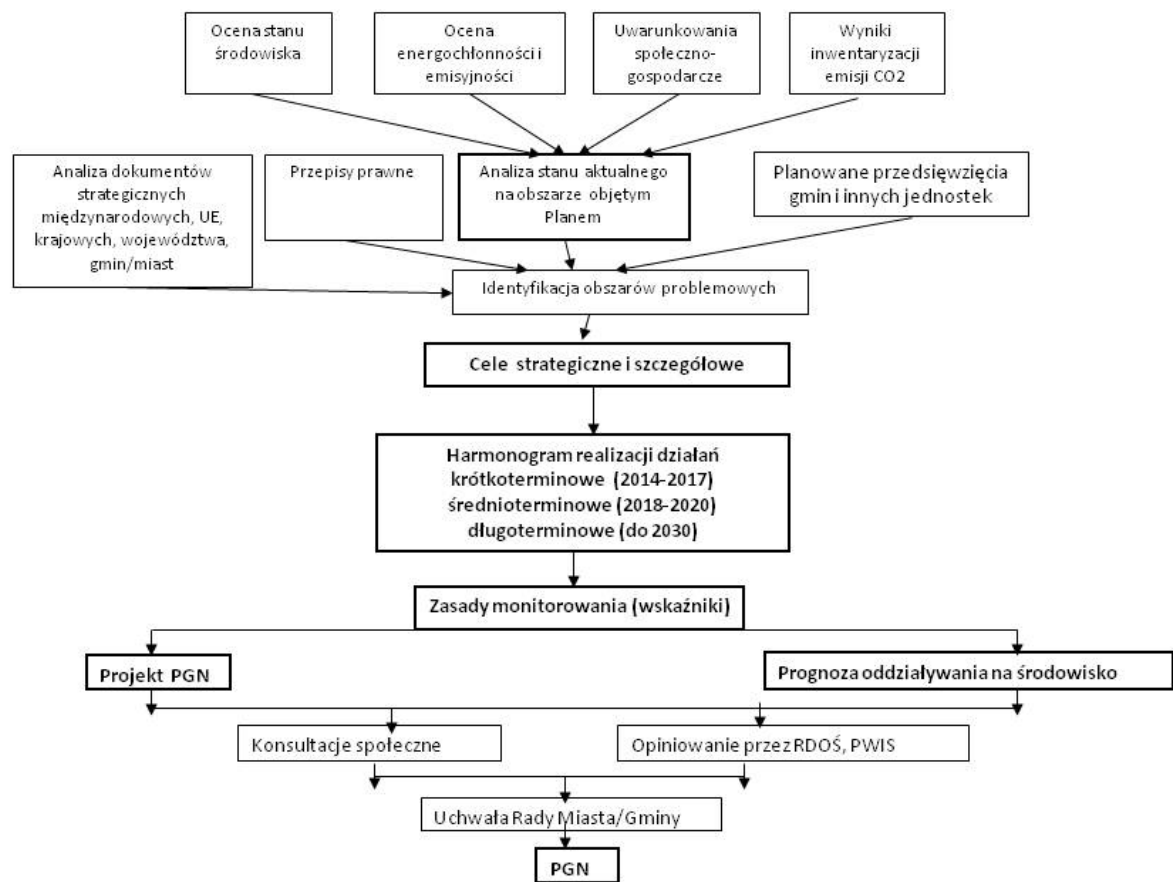 Ocena stanu
środowiska
Ocena
energochłonności i
emisyjności
Uwarunkowania
społeczno-
gospodarcze
Wyniki
inwentaryzacji
emisji CO2
Analiza dokumentów
strategicznych
międzynarodowych, UE,
krajowych, województwa,
gmin/miast
Przepisy prawne
Analiza stanu aktualnego
na obszarze objętym
Planem
Planowane przedsięwzięcia
gmin i innych jednostek
Identyfikacja obszarów problemowych
Cele strategiczne i szczegółowe
Harmonogram realizacji działań
krótkoterminowe (2014-2017)
średnioterminowe (2018-2020)
długoterminowe (do 2030)
Zasady monitorowania (wskaźniki)
Projekt PGN
Prognoza oddziaływania na środowisko
Konsultacje społeczne
Opiniowanie przez RDOŚ, PWIS
Uchwała Rady Miasta/Gminy
PGN